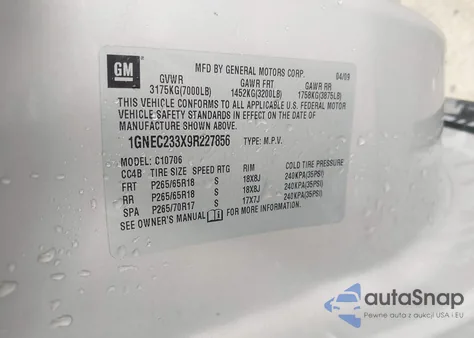 GM
MFD BY GENERAL MOTORS CORP. 04/09
GVWR GAWR FRT GAWR RR
3175KG(7000LB) 1452KG(3200LB) 1758KG(3875LB)
THIS VEHICLE CONFORMS TO ALL APPLICABLE U.S. FEDERAL MOTOR
VEHICLE SAFETY STANDARDS IN EFFECT ON THE DATE OF
MANUFACTURE SHOWN ABOVE.
1GNEC233X9R227856 TYPE: M.P.V.
MODEL: C10706
CC4B TIRE SIZE SPEED RTG RIM COLD TIRE PRESSURE
FRT P265/65R18 S 18X8J 240KPA(35PSI)
RR P265/65R18 S 18X8J 240KPA(35PSI)
SPA P265/70R17 S 17X7J 240KPA(35PSI)
SEE OWNER'S MANUAL FOR MORE INFORMATION.
autoSnap
Pewne auta z aukcji USA i EU